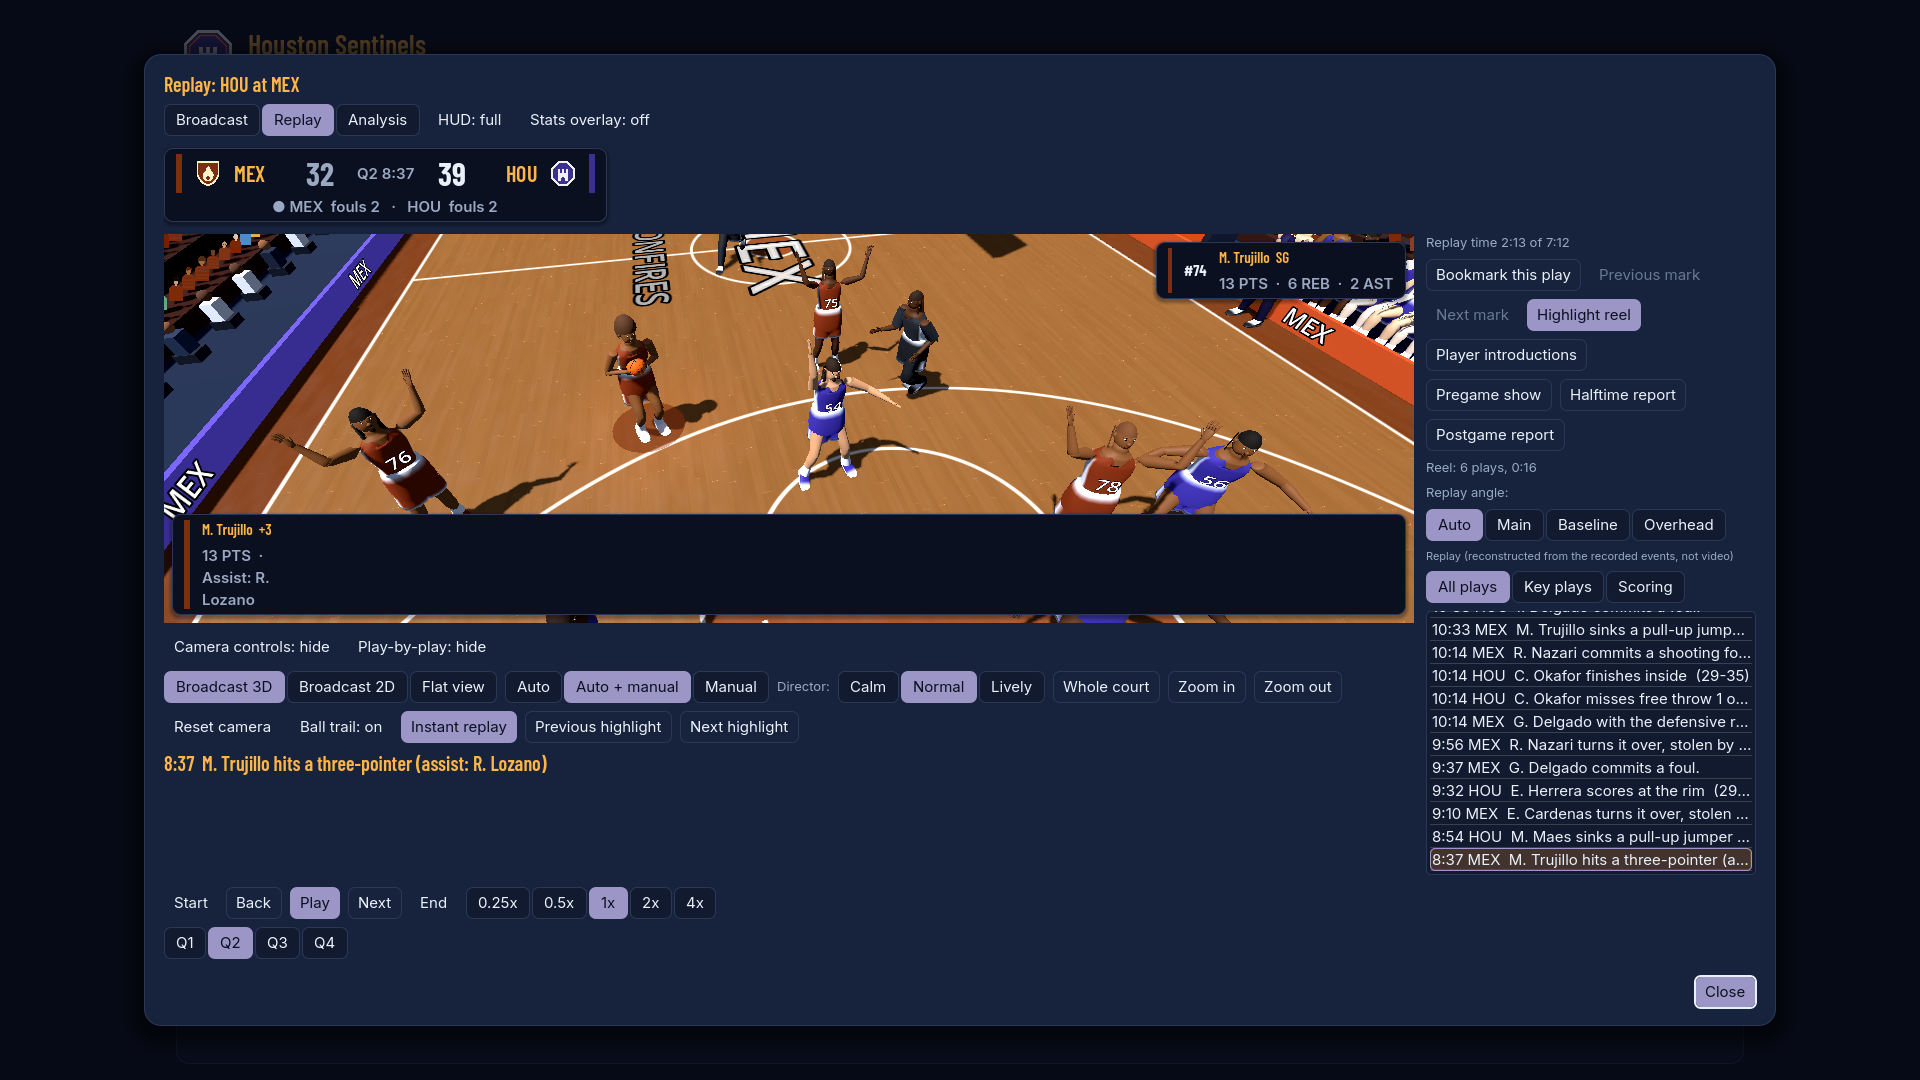 Houston Sentinels
Replay: HOU at MEX
Broadcast Replay Analysis HUD: full Stats overlay: off
MEX 32 Q2 8:37 39 HOU
MEX fouls 2 · HOU fouls 2
Replay time 2:13 of 7:12
Bookmark this play Previous mark
Next mark Highlight reel
Player introductions
Pregame show Halftime report
Postgame report
Reel: 6 plays, 0:16
Replay angle:
Auto Main Baseline Overhead
Replay (reconstructed from the recorded events, not video)
All plays Key plays Scoring
10:33 MEX M. Trujillo sinks a pull-up jump...
10:14 MEX R. Nazari commits a shooting fo...
10:14 HOU C. Okafor finishes inside (29-35)
10:14 HOU C. Okafor misses free throw 1 o...
10:14 MEX G. Delgado with the defensive r...
9:56 MEX R. Nazari turns it over, stolen by ...
9:37 MEX G. Delgado commits a foul.
9:32 HOU E. Herrera scores at the rim (29...
9:10 MEX E. Cardenas turns it over, stolen ...
8:54 HOU M. Maes sinks a pull-up jumper ...
8:37 MEX M. Trujillo hits a three-pointer (a...
#74 M. Trujillo SG
13 PTS · 6 REB · 2 AST
MEX
MEX
MEX
MEX
ONFIRES
75
54
76
78
56
M. Trujillo +3
13 PTS ·
Assist: R.
Lozano
Camera controls: hide Play-by-play: hide
Broadcast 3D Broadcast 2D Flat view Auto Auto + manual Manual Director: Calm Normal Lively Whole court Zoom in Zoom out
Reset camera Ball trail: on Instant replay Previous highlight Next highlight
8:37 M. Trujillo hits a three-pointer (assist: R. Lozano)
Start Back Play Next End 0.25x 0.5x 1x 2x 4x
Q1 Q2 Q3 Q4
Close